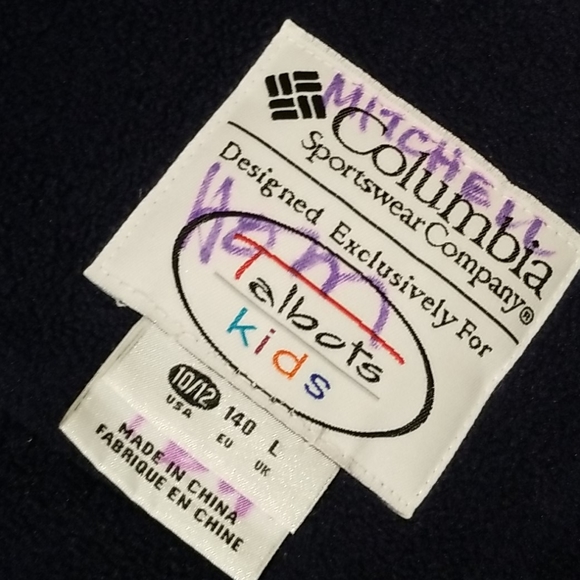 MITCHELL
Columbia
Sportswear Company®
Designed Exclusively For
Talbots
kids
10/12 140 L
USA EU UK
MADE IN CHINA
FABRIQUE EN CHINE